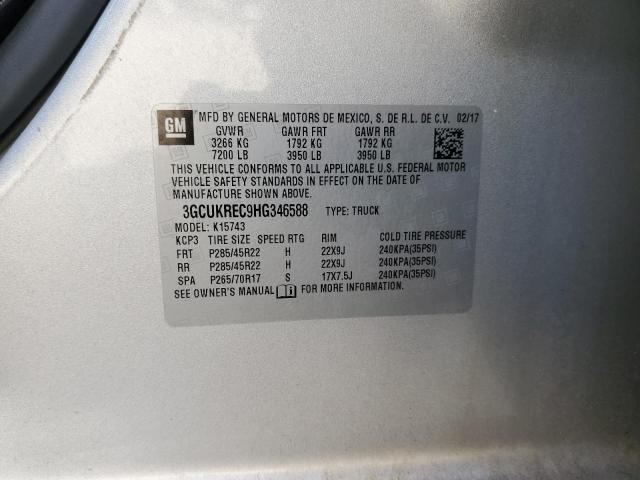 GM MFD BY GENERAL MOTORS DE MEXICO, S. DE R.L. DE C.V. 02/17
GVWR GAWR FRT GAWR RR
3266 KG 1792 KG 1792 KG
7200 LB 3950 LB 3950 LB
THIS VEHICLE CONFORMS TO ALL APPLICABLE U.S. FEDERAL MOTOR
VEHICLE SAFETY STANDARDS IN EFFECT ON THE DATE OF
MANUFACTURE SHOWN ABOVE.
3GCUKREC9HG346588 TYPE: TRUCK
MODEL: K15743
KCP3 TIRE SIZE SPEED RTG RIM COLD TIRE PRESSURE
FRT P285/45R22 H 22X9J 240KPA(35PSI)
RR P285/45R22 H 22X9J 240KPA(35PSI)
SPA P265/70R17 S 17X7.5J 240KPA(35PSI)
SEE OWNER'S MANUAL FOR MORE INFORMATION.